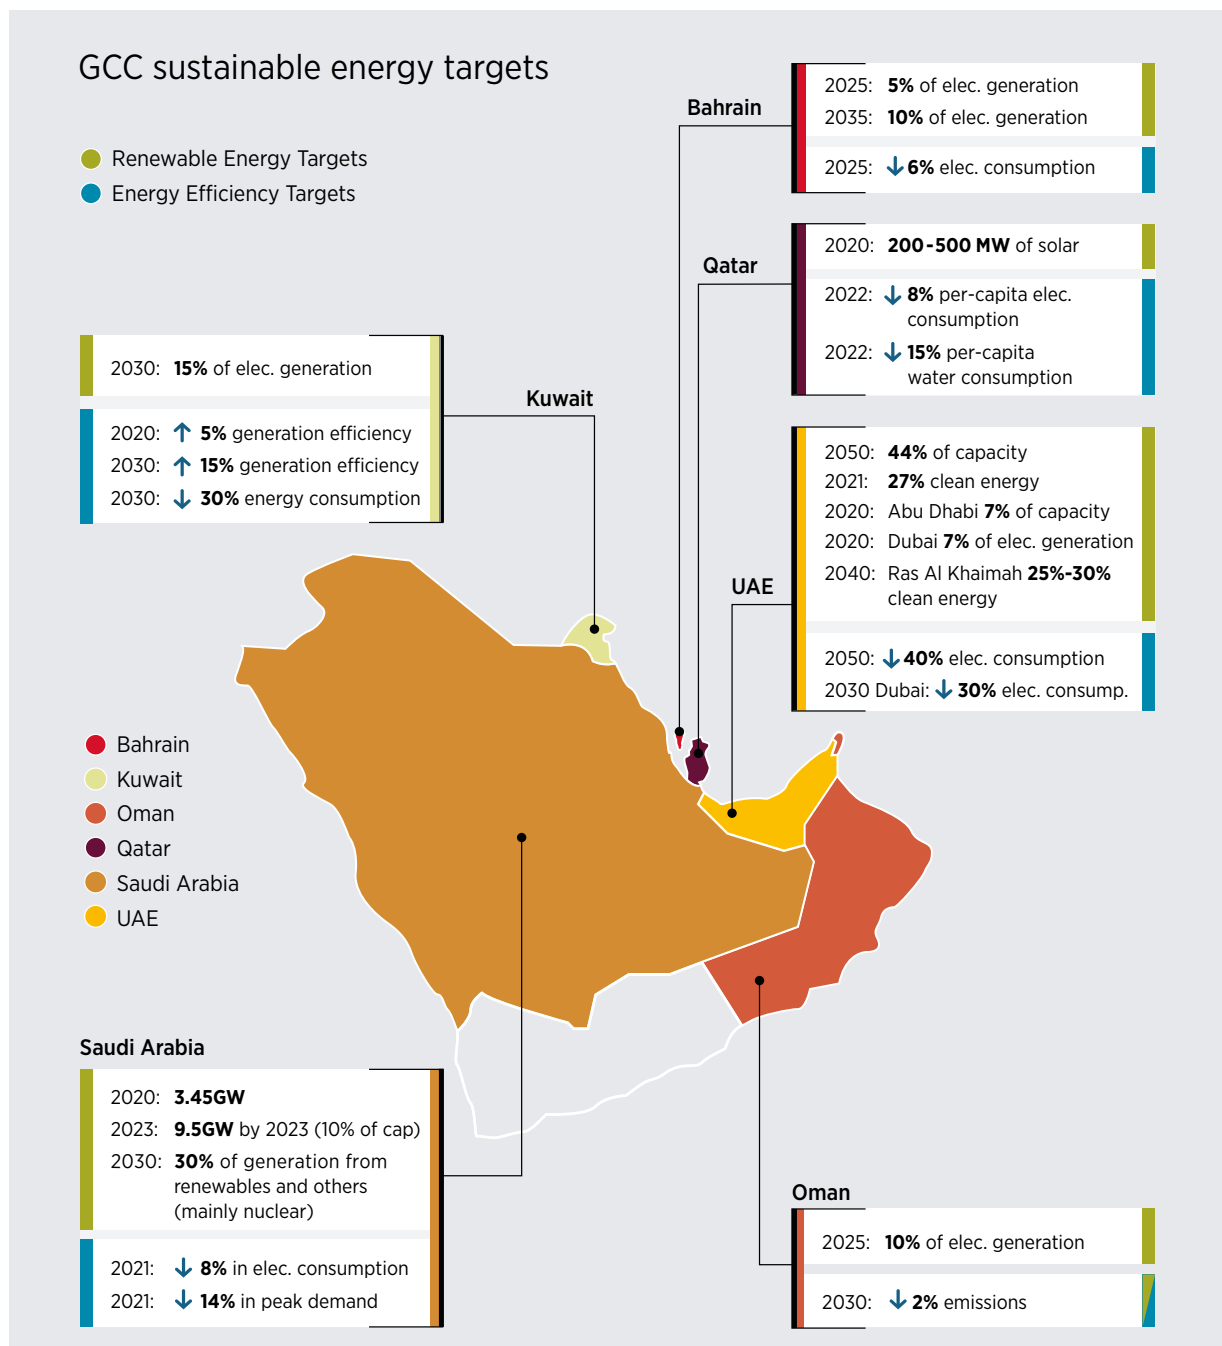 GCC sustainable energy targets
Renewable Energy Targets
Energy Efficiency Targets
Bahrain
2025: 5% of elec. generation
2035: 10% of elec. generation
2025: ↓ 6% elec. consumption
Qatar
2020: 200-500 MW of solar
2022: ↓ 8% per-capita elec.
consumption
2022: ↓ 15% per-capita
water consumption
Kuwait
2030: 15% of elec. generation
2020: ↑ 5% generation efficiency
2030: ↑ 15% generation efficiency
2030: ↓ 30% energy consumption
UAE
2050: 44% of capacity
2021: 27% clean energy
2020: Abu Dhabi 7% of capacity
2020: Dubai 7% of elec. generation
2040: Ras Al Khaimah 25%-30%
clean energy
2050: ↓ 40% elec. consumption
2030 Dubai: ↓ 30% elec. consump.
Bahrain
Kuwait
Oman
Qatar
Saudi Arabia
UAE
Saudi Arabia
2020: 3.45GW
2023: 9.5GW by 2023 (10% of cap)
2030: 30% of generation from
renewables and others
(mainly nuclear)
2021: ↓ 8% in elec. consumption
2021: ↓ 14% in peak demand
Oman
2025: 10% of elec. generation
2030: ↓ 2% emissions